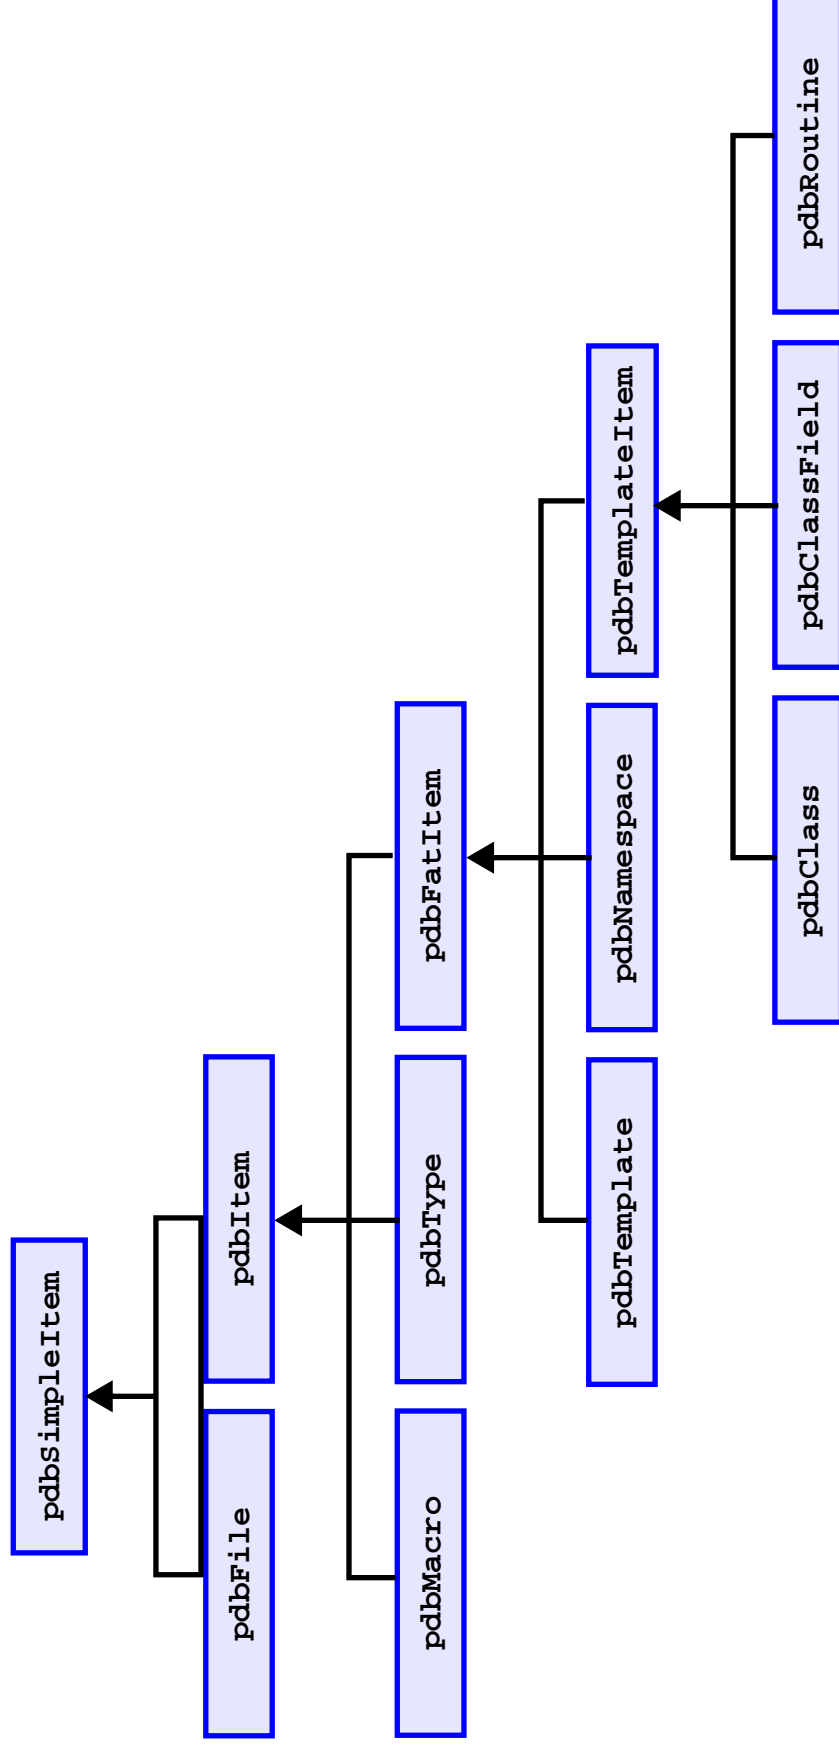 pdbSimpleItem
pdbFile
pdbItem
pdbMacro
pdbType
pdbFatItem
pdbTemplate
pdbNamespace
pdbTemplateItem
pdbClass
pdbClassField
pdbRoutine